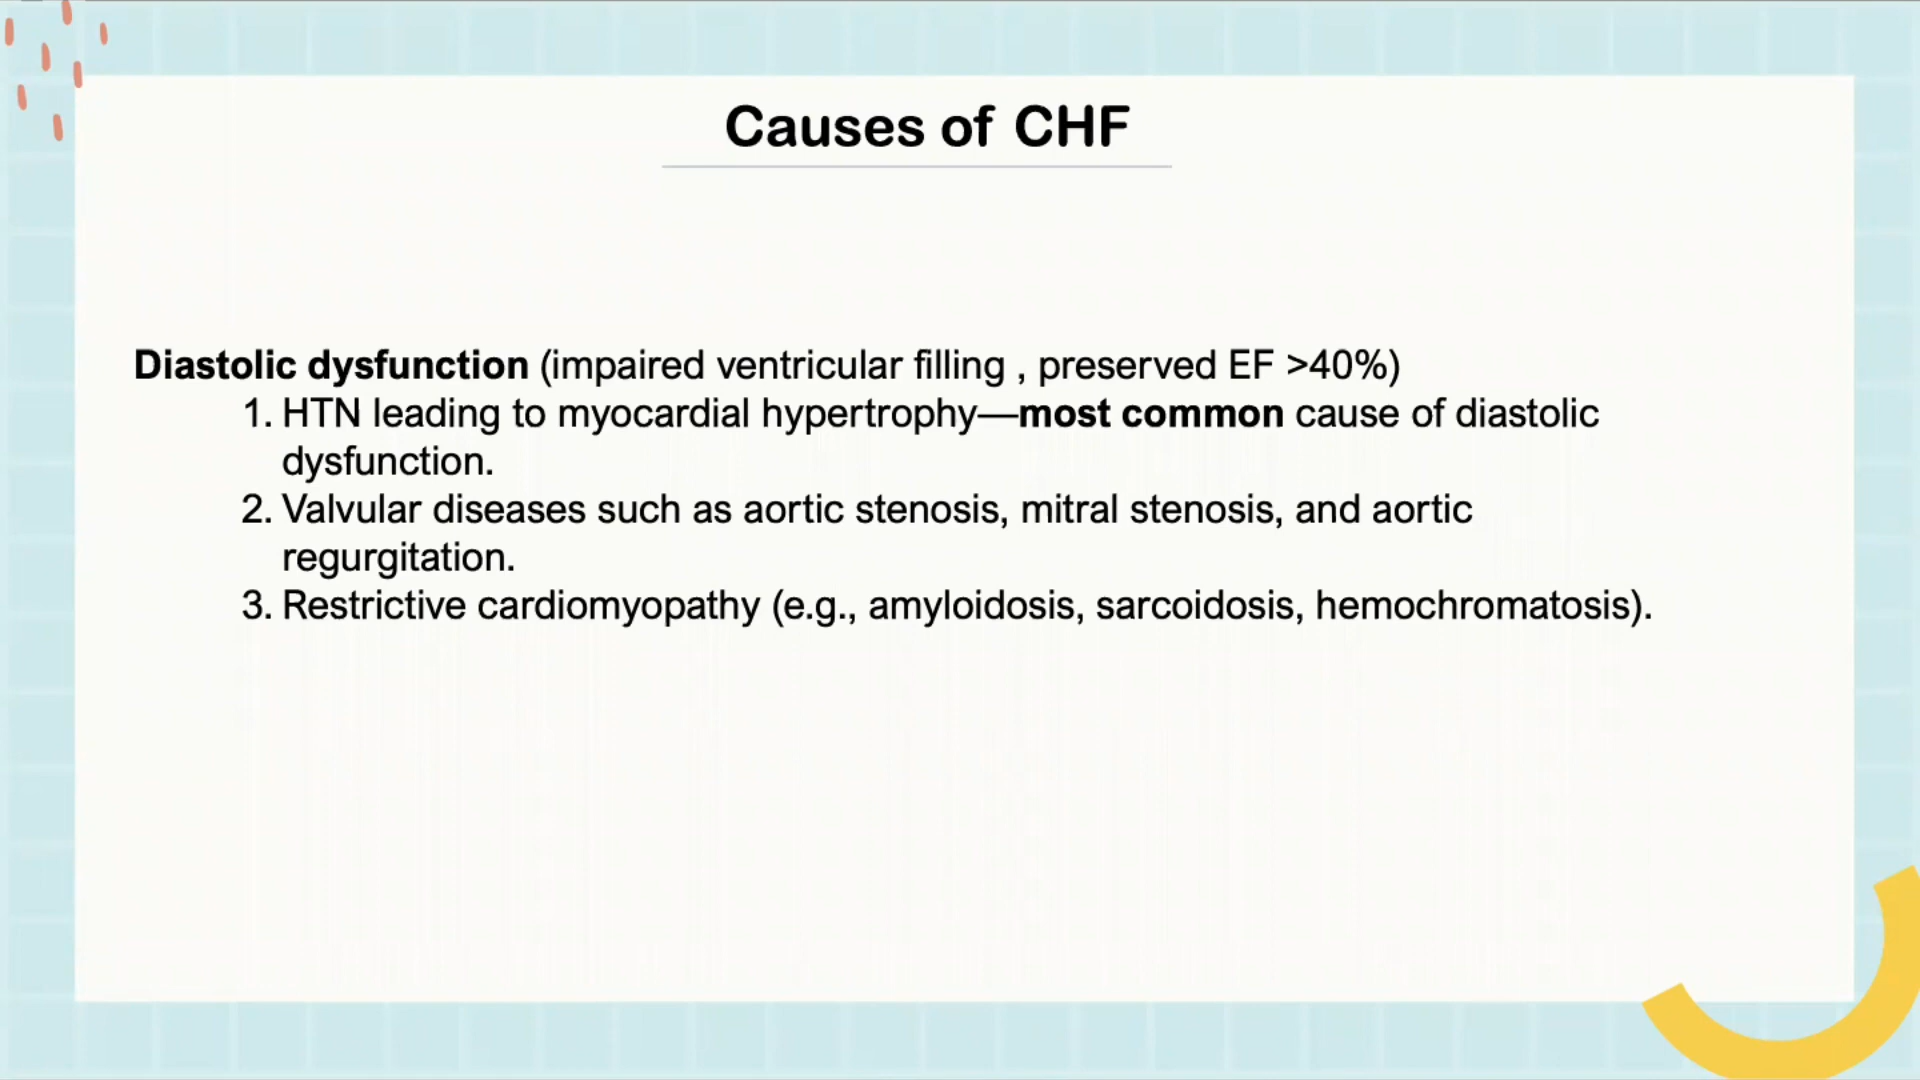 Causes of CHF
Diastolic dysfunction (impaired ventricular filling , preserved EF >40%)
1. HTN leading to myocardial hypertrophy—most common cause of diastolic
dysfunction.
2. Valvular diseases such as aortic stenosis, mitral stenosis, and aortic
regurgitation.
3. Restrictive cardiomyopathy (e.g., amyloidosis, sarcoidosis, hemochromatosis).